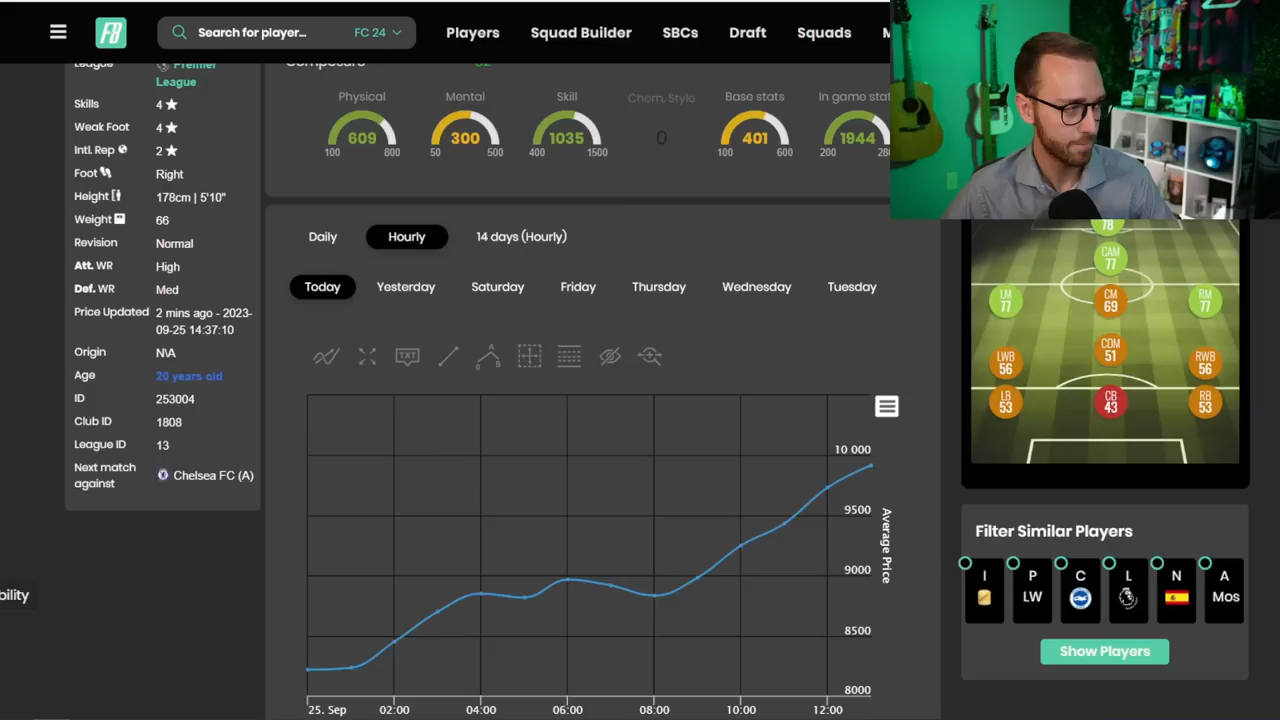 FB
Search for player...
FC 24
Players
Squad Builder
SBCs
Draft
Squads
M
League
Premier
League
Skills
4
Weak Foot
4
Intl. Rep
2
Foot
Right
Height
178cm | 5'10"
Weight
66
Revision
Normal
Att. WR
High
Def. WR
Med
Price Updated
2 mins ago - 2023-
09-25 14:37:10
Origin
N\A
Age
20 years old
ID
253004
Club ID
1808
League ID
13
Next match
against
Chelsea FC (A)
bility
Composure
Physical
609
100
800
Mental
300
50
500
Skill
1035
400
1500
Chem. Style
0
Base stats
401
100
600
In game stat
1944
200
28
Daily
Hourly
14 days (Hourly)
Today
Yesterday
Saturday
Friday
Thursday
Wednesday
Tuesday
TXT
A
10 000
9500
9000
8500
8000
Average Price
25. Sep
02:00
04:00
06:00
08:00
10:00
12:00
78
CAM
77
LM
77
CM
69
RM
77
LWB
56
CDM
51
RWB
56
LB
53
CB
43
RB
53
Filter Similar Players
I
P
LW
C
L
N
A
Mos
Show Players